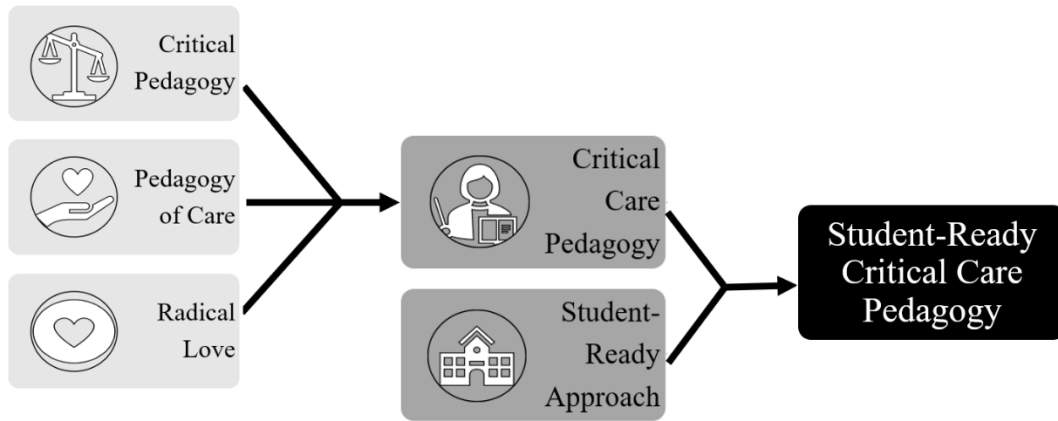 Critical
Pedagogy
Pedagogy
of Care
Radical
Love
Critical
Care
Pedagogy
Student-
Ready
Approach
Student-Ready
Critical Care
Pedagogy